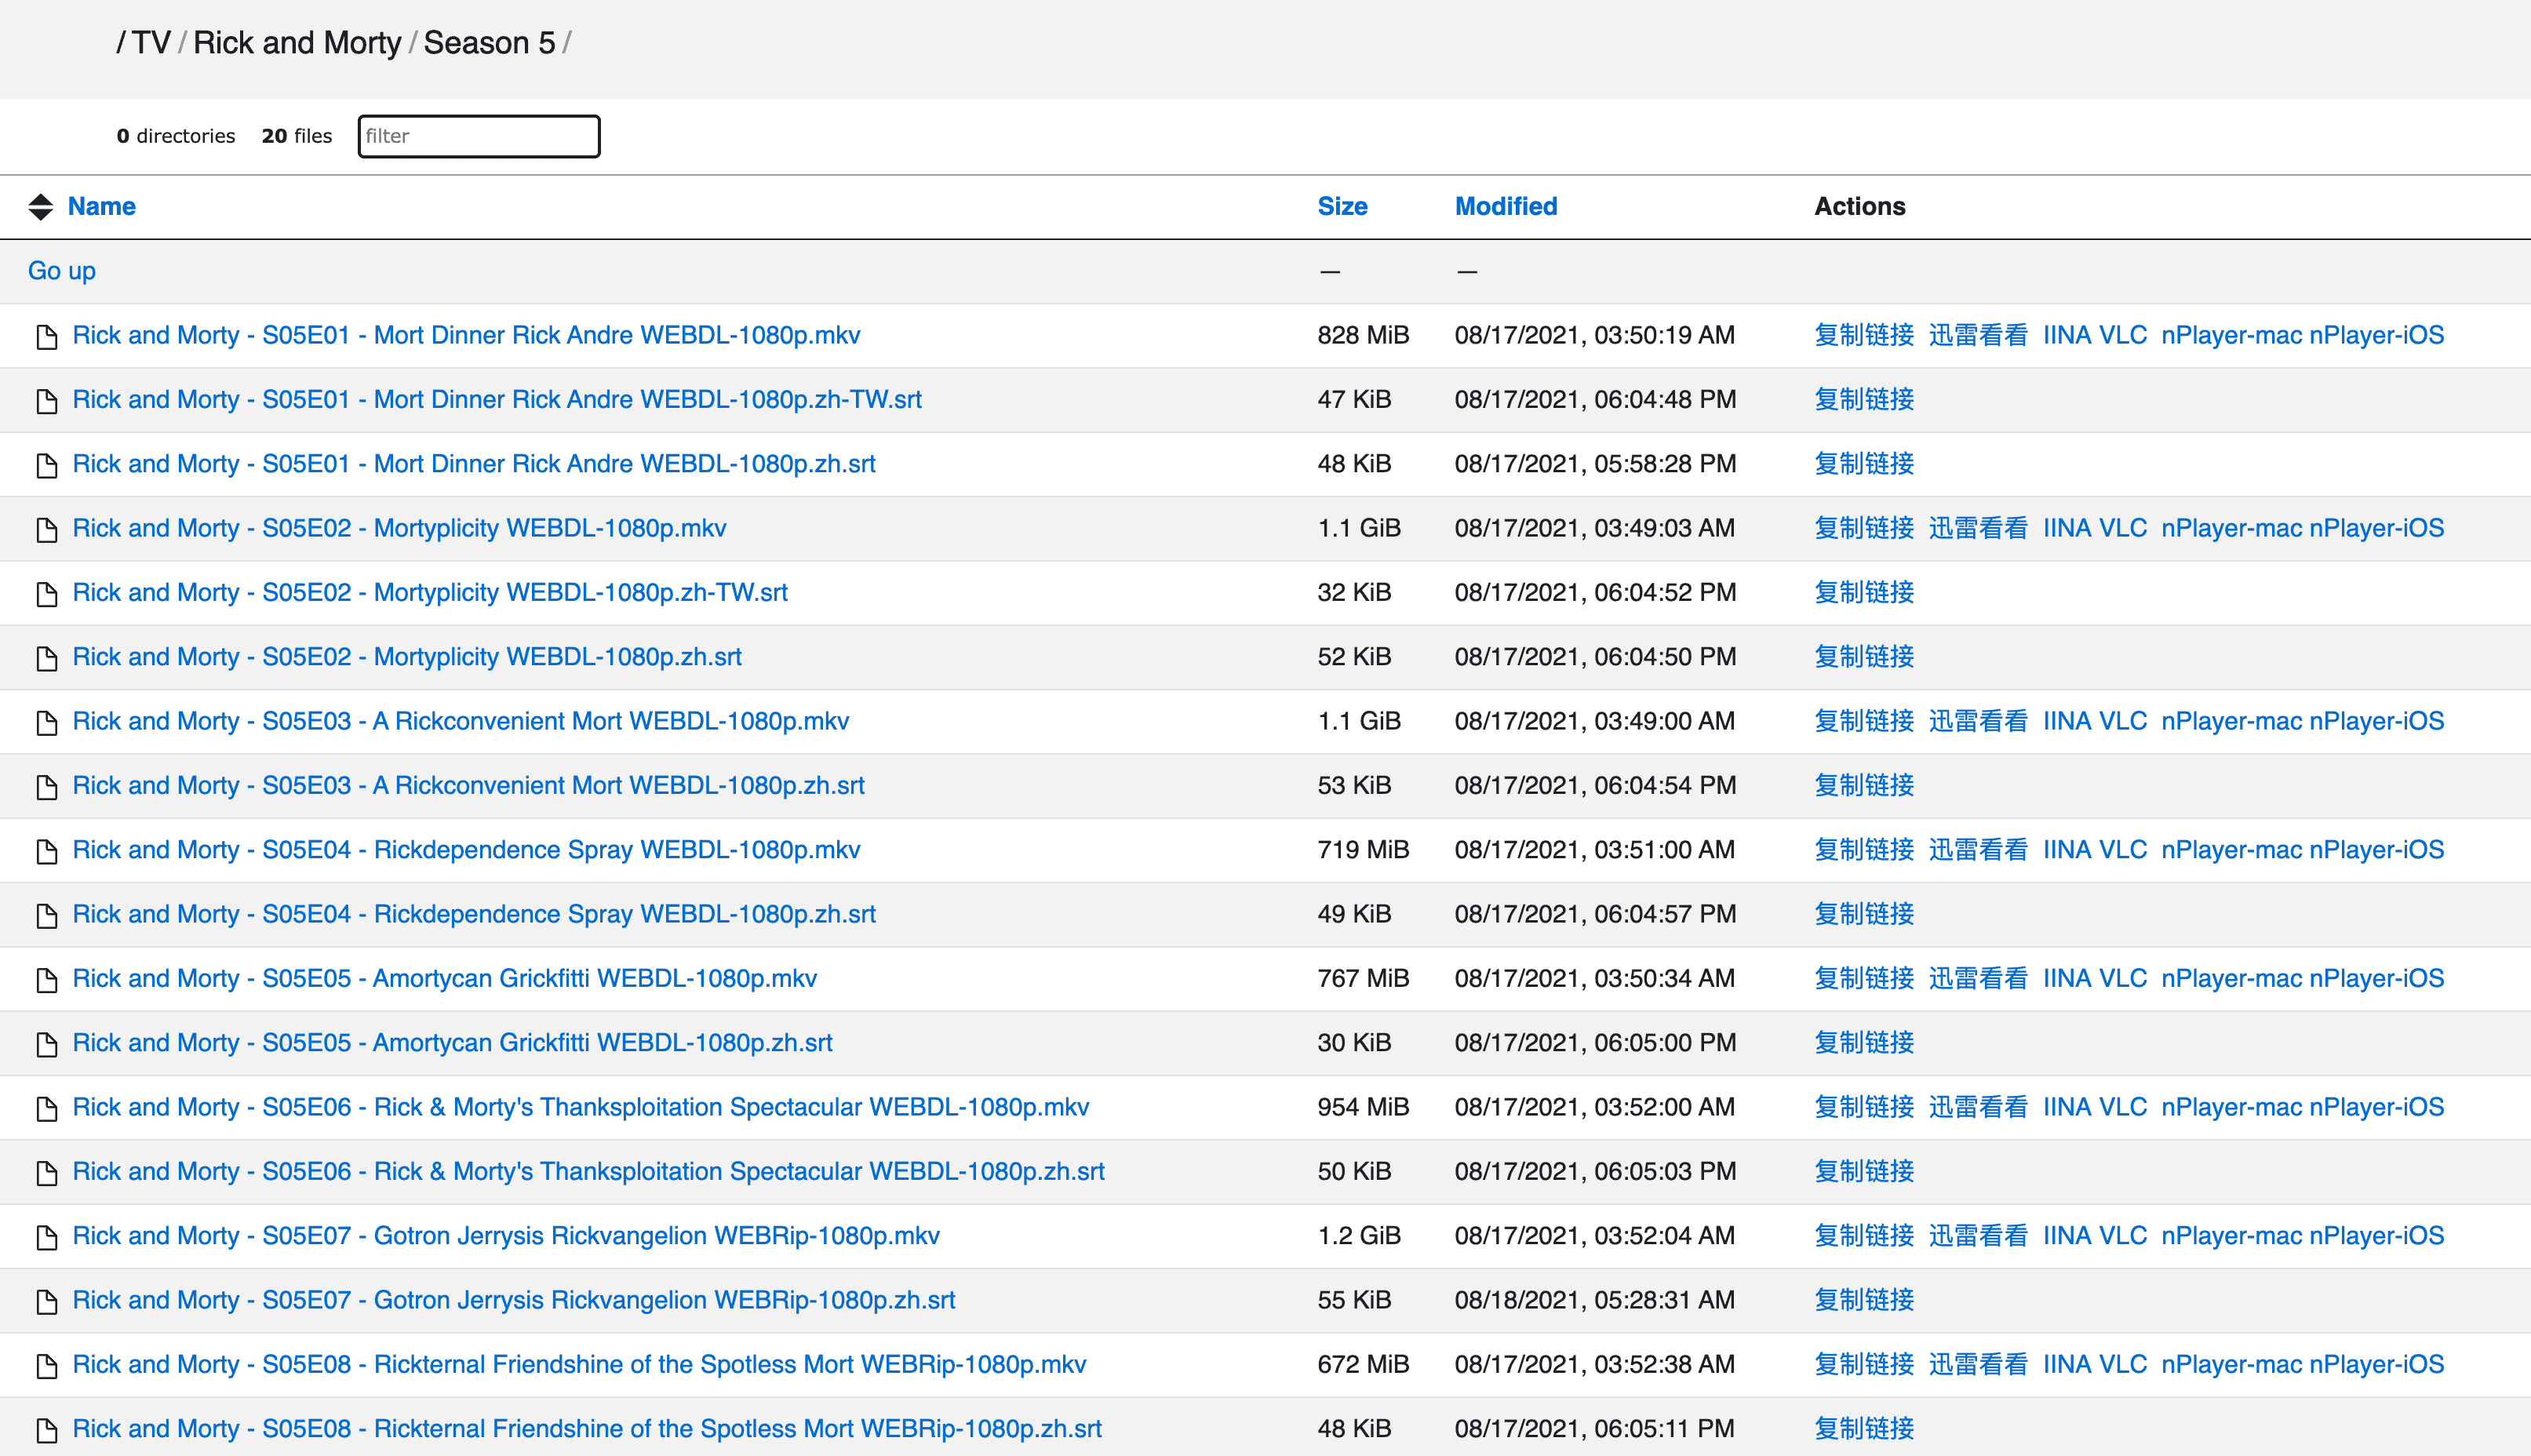 / TV / Rick and Morty / Season 5 /
0 directories 20 files filter
Name Size Modified Actions
Go up — —
Rick and Morty - S05E01 - Mort Dinner Rick Andre WEBDL-1080p.mkv 828 MiB 08/17/2021, 03:50:19 AM 复制链接 迅雷看看 IINA VLC nPlayer-mac nPlayer-iOS
Rick and Morty - S05E01 - Mort Dinner Rick Andre WEBDL-1080p.zh-TW.srt 47 KiB 08/17/2021, 06:04:48 PM 复制链接
Rick and Morty - S05E01 - Mort Dinner Rick Andre WEBDL-1080p.zh.srt 48 KiB 08/17/2021, 05:58:28 PM 复制链接
Rick and Morty - S05E02 - Mortyplicity WEBDL-1080p.mkv 1.1 GiB 08/17/2021, 03:49:03 AM 复制链接 迅雷看看 IINA VLC nPlayer-mac nPlayer-iOS
Rick and Morty - S05E02 - Mortyplicity WEBDL-1080p.zh-TW.srt 32 KiB 08/17/2021, 06:04:52 PM 复制链接
Rick and Morty - S05E02 - Mortyplicity WEBDL-1080p.zh.srt 52 KiB 08/17/2021, 06:04:50 PM 复制链接
Rick and Morty - S05E03 - A Rickconvenient Mort WEBDL-1080p.mkv 1.1 GiB 08/17/2021, 03:49:00 AM 复制链接 迅雷看看 IINA VLC nPlayer-mac nPlayer-iOS
Rick and Morty - S05E03 - A Rickconvenient Mort WEBDL-1080p.zh.srt 53 KiB 08/17/2021, 06:04:54 PM 复制链接
Rick and Morty - S05E04 - Rickdependence Spray WEBDL-1080p.mkv 719 MiB 08/17/2021, 03:51:00 AM 复制链接 迅雷看看 IINA VLC nPlayer-mac nPlayer-iOS
Rick and Morty - S05E04 - Rickdependence Spray WEBDL-1080p.zh.srt 49 KiB 08/17/2021, 06:04:57 PM 复制链接
Rick and Morty - S05E05 - Amortycan Grickfitti WEBDL-1080p.mkv 767 MiB 08/17/2021, 03:50:34 AM 复制链接 迅雷看看 IINA VLC nPlayer-mac nPlayer-iOS
Rick and Morty - S05E05 - Amortycan Grickfitti WEBDL-1080p.zh.srt 30 KiB 08/17/2021, 06:05:00 PM 复制链接
Rick and Morty - S05E06 - Rick & Morty's Thanksploitation Spectacular WEBDL-1080p.mkv 954 MiB 08/17/2021, 03:52:00 AM 复制链接 迅雷看看 IINA VLC nPlayer-mac nPlayer-iOS
Rick and Morty - S05E06 - Rick & Morty's Thanksploitation Spectacular WEBDL-1080p.zh.srt 50 KiB 08/17/2021, 06:05:03 PM 复制链接
Rick and Morty - S05E07 - Gotron Jerrysis Rickvangelion WEBRip-1080p.mkv 1.2 GiB 08/17/2021, 03:52:04 AM 复制链接 迅雷看看 IINA VLC nPlayer-mac nPlayer-iOS
Rick and Morty - S05E07 - Gotron Jerrysis Rickvangelion WEBRip-1080p.zh.srt 55 KiB 08/18/2021, 05:28:31 AM 复制链接
Rick and Morty - S05E08 - Rickternal Friendshine of the Spotless Mort WEBRip-1080p.mkv 672 MiB 08/17/2021, 03:52:38 AM 复制链接 迅雷看看 IINA VLC nPlayer-mac nPlayer-iOS
Rick and Morty - S05E08 - Rickternal Friendshine of the Spotless Mort WEBRip-1080p.zh.srt 48 KiB 08/17/2021, 06:05:11 PM 复制链接